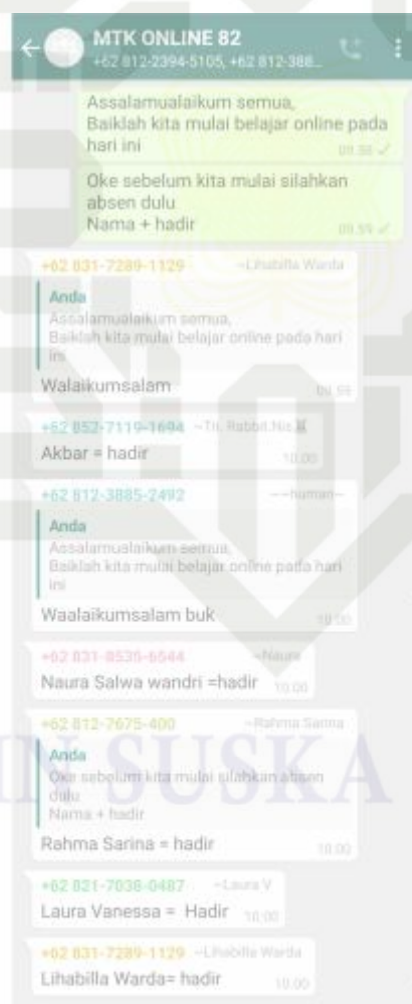 MTK ONLINE 82
+62 812-2394-5105, +62 812-388...
Assalamualaikum semua,
Baiklah kita mulai belajar online pada
hari ini
09.58
Oke sebelum kita mulai silahkan
absen dulu
Nama + hadir
09.59
+62 831-7289-1129 ~Lihabilla Warda
Anda
Assalamualaikum semua,
Baiklah kita mulai belajar online pada hari
ini
Walaikumsalam
+62 852-7119-1694
Akbar = hadir 10.00
+62 812-3885-2492 ~~human~
Anda
Assalamualaikum semua,
Baiklah kita mulai belajar online pada hari
ini
Waalaikumsalam buk 10.00
+62 831-8535-6544 ~Naura
Naura Salwa wandri =hadir 10.00
+62 812-7675-400 ~Rahma Sarina
Anda
Oke sebelum kita mulai silahkan absen
dulu
Nama + hadir
Rahma Sarina = hadir 10.00
+62 821-7038-0487 ~Laura V
Laura Vanessa = Hadir 10.00
+62 831-7289-1129 ~Lihabilla Warda
Lihabilla Warda= hadir 10.00
IN SUSKA